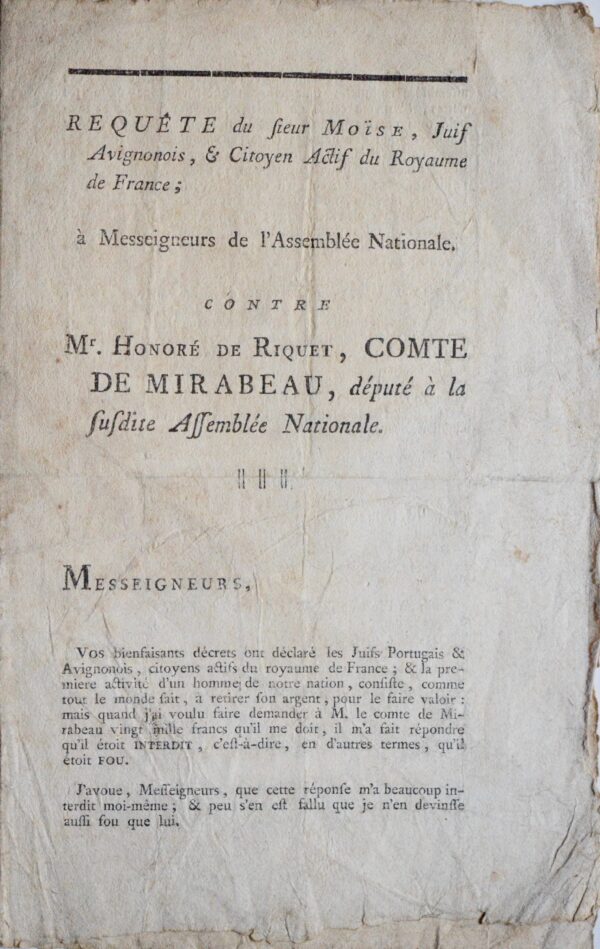 REQUÊTE du ſieur MOÏSE, Juif
Avignonois, & Citoyen Actif du Royaume
de France;
à Messeigneurs de l'Assemblée Nationale,
CONTRE
Mr. HONORÉ DE RIQUET, COMTE
DE MIRABEAU, député à la
ſuſdite Aſſemblée Nationale.
MESSEIGNEURS,
VOS bienfaisants décrets ont déclaré les Juifs Portugais &
Avignonois, citoyens actifs du royaume de France; & la pre-
miere activité d'un homme de notre nation, conſiſte, comme
tout le monde fait, à retirer ſon argent, pour le faire valoir:
mais quand j'ai voulu faire demander à M. le comte de Mi-
rabeau vingt mille francs qu'il me doit, il m'a fait répondre
qu'il étoit INTERDIT, c'eſt-à-dire, en d'autres termes, qu'il
étoit FOU.
J'avoue, Meſſeigneurs, que cette réponſe m'a beaucoup in-
terdit moi-même; & peu s'en eſt fallu que je n'en devinſſe
auſſi fou que lui.